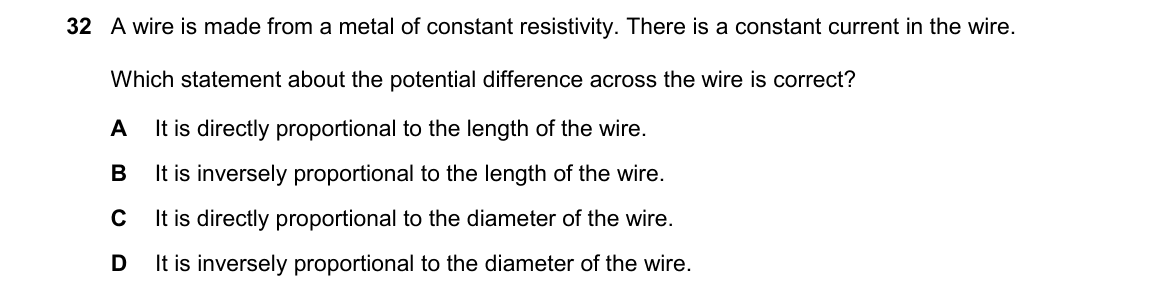 32 A wire is made from a metal of constant resistivity. There is a constant current in the wire.
Which statement about the potential difference across the wire is correct?
A It is directly proportional to the length of the wire.
B It is inversely proportional to the length of the wire.
C It is directly proportional to the diameter of the wire.
D It is inversely proportional to the diameter of the wire.